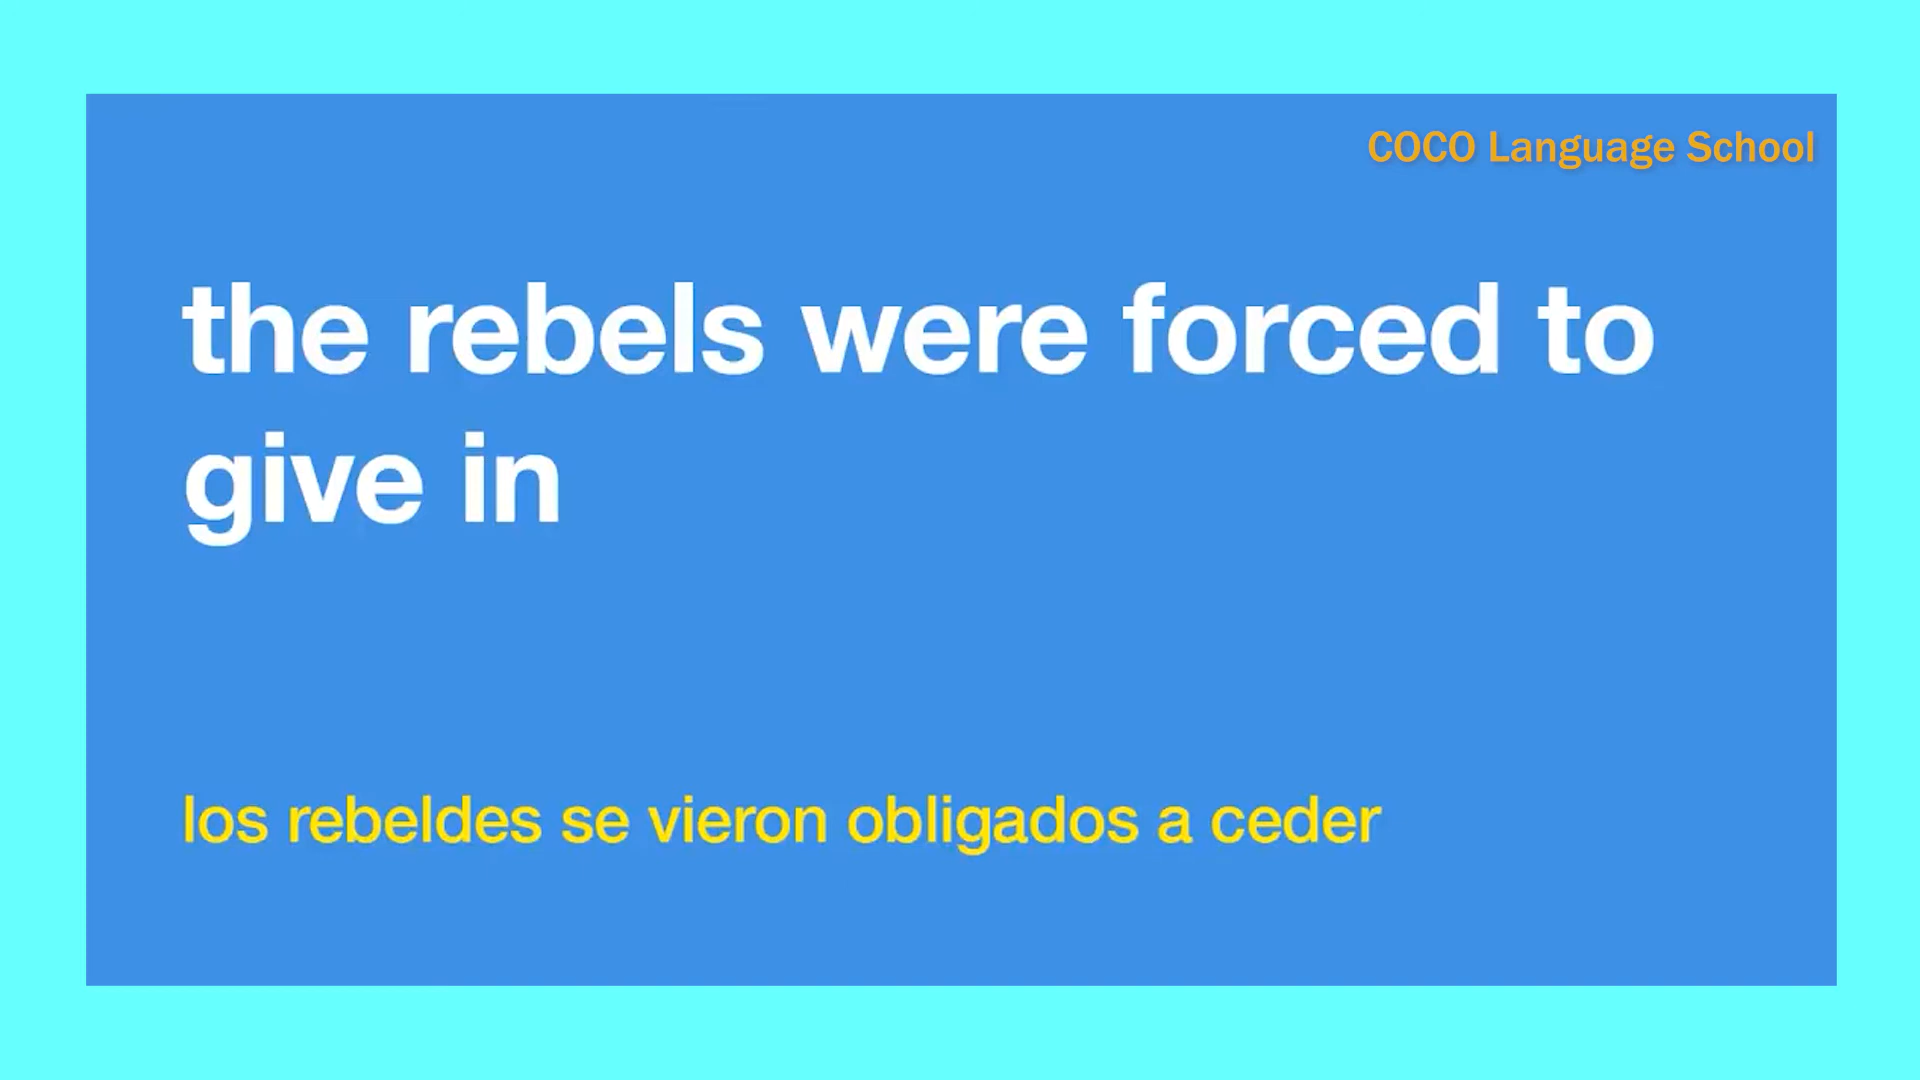 COCO Language School
the rebels were forced to
give in
los rebeldes se vieron obligados a ceder